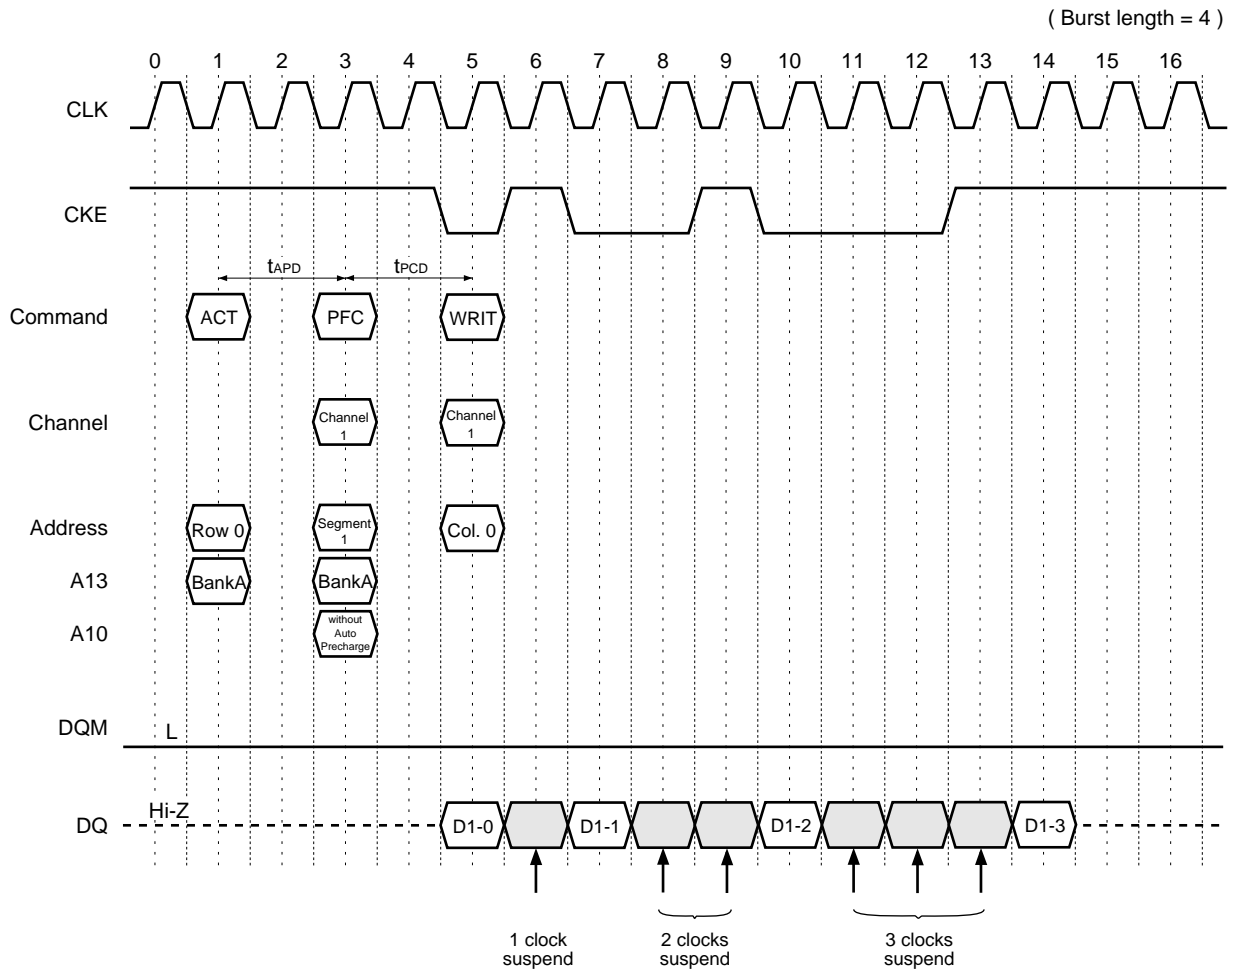 ( Burst length = 4 )
0 1 2 3 4 5 6 7 8 9 10 11 12 13 14 15 16
CLK
CKE
tAPD tPCD
Command ACT PFC WRIT
Channel Channel 1 Channel 1
Address Row 0 Segment 1 Col. 0
A13 BankA BankA
A10 without Auto Precharge
DQM L
Hi-Z
DQ D1-0 D1-1 D1-2 D1-3
1 clock 2 clocks 3 clocks
suspend suspend suspend